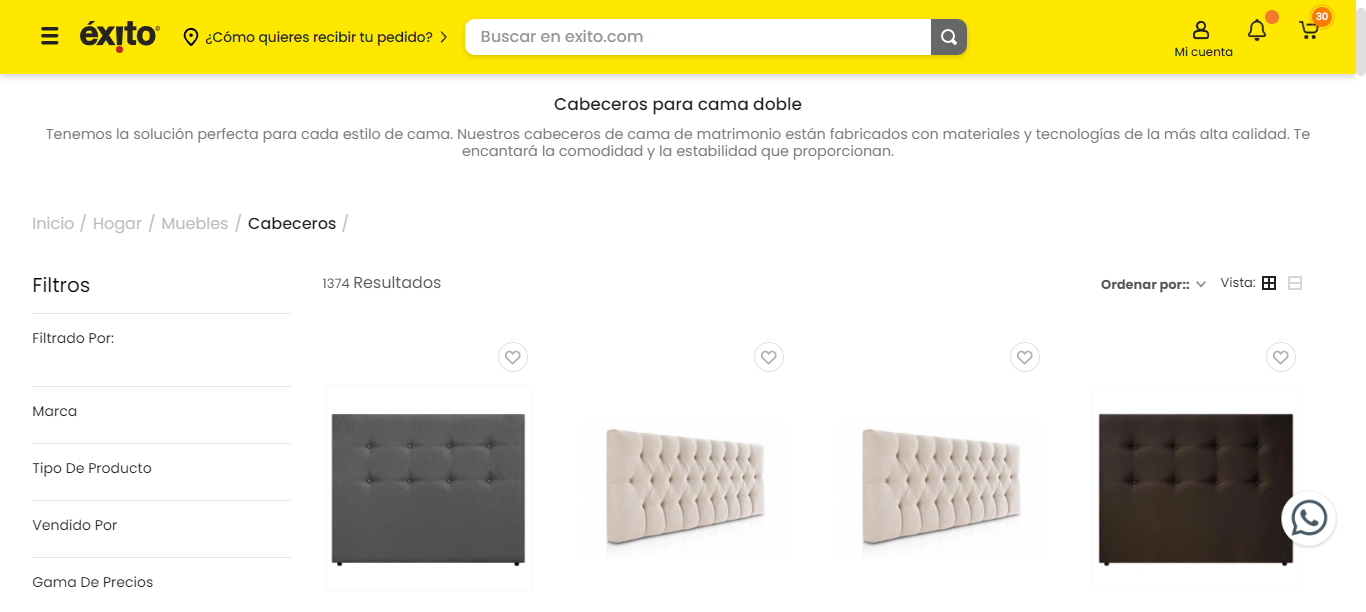 éxito
¿Cómo quieres recibir tu pedido?
Buscar en exito.com
Mi cuenta
30
Cabeceros para cama doble
Tenemos la solución perfecta para cada estilo de cama. Nuestros cabeceros de cama de matrimonio están fabricados con materiales y tecnologías de la más alta calidad. Te
encantará la comodidad y la estabilidad que proporcionan.
Inicio / Hogar / Muebles / Cabeceros /
Filtros
1374 Resultados
Ordenar por::
Vista:
Filtrado Por:
Marca
Tipo De Producto
Vendido Por
Gama De Precios